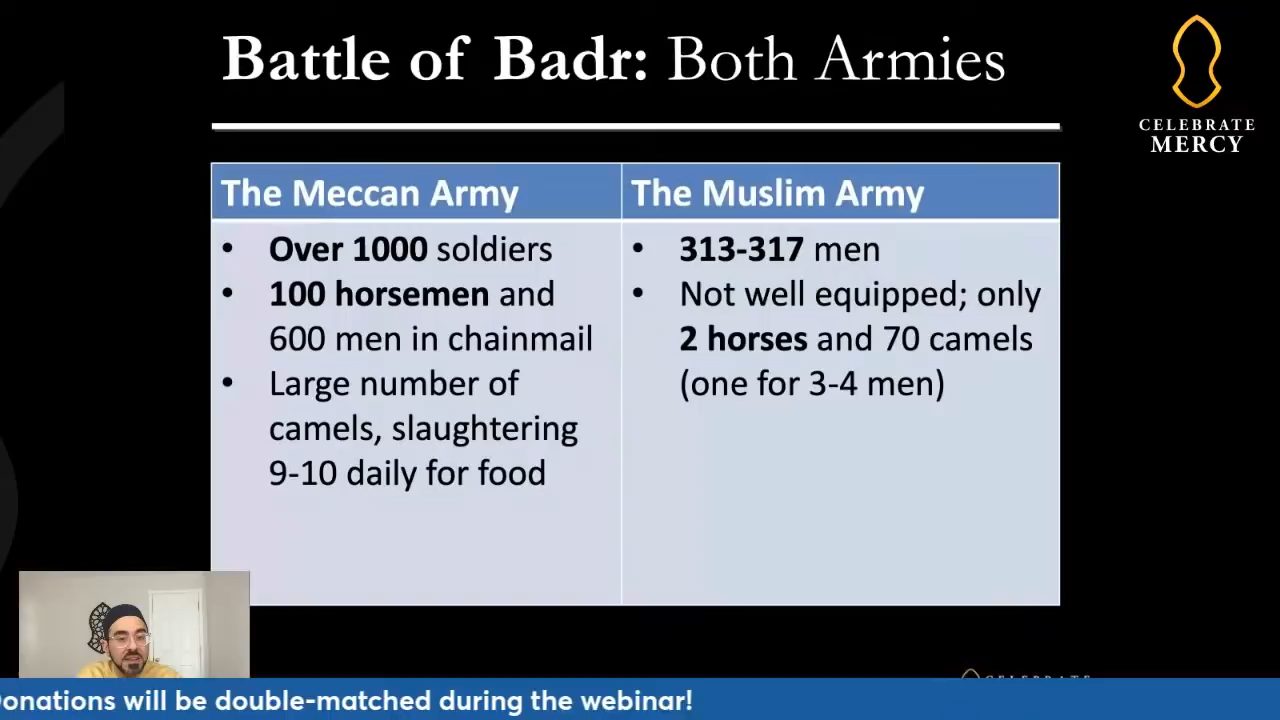 Battle of Badr: Both Armies
CELEBRATE
MERCY
The Meccan Army
• Over 1000 soldiers
• 100 horsemen and
600 men in chainmail
• Large number of
camels, slaughtering
9-10 daily for food
The Muslim Army
• 313-317 men
• Not well equipped; only
2 horses and 70 camels
(one for 3-4 men)
CELEBRATE
Donations will be double-matched during the webinar!